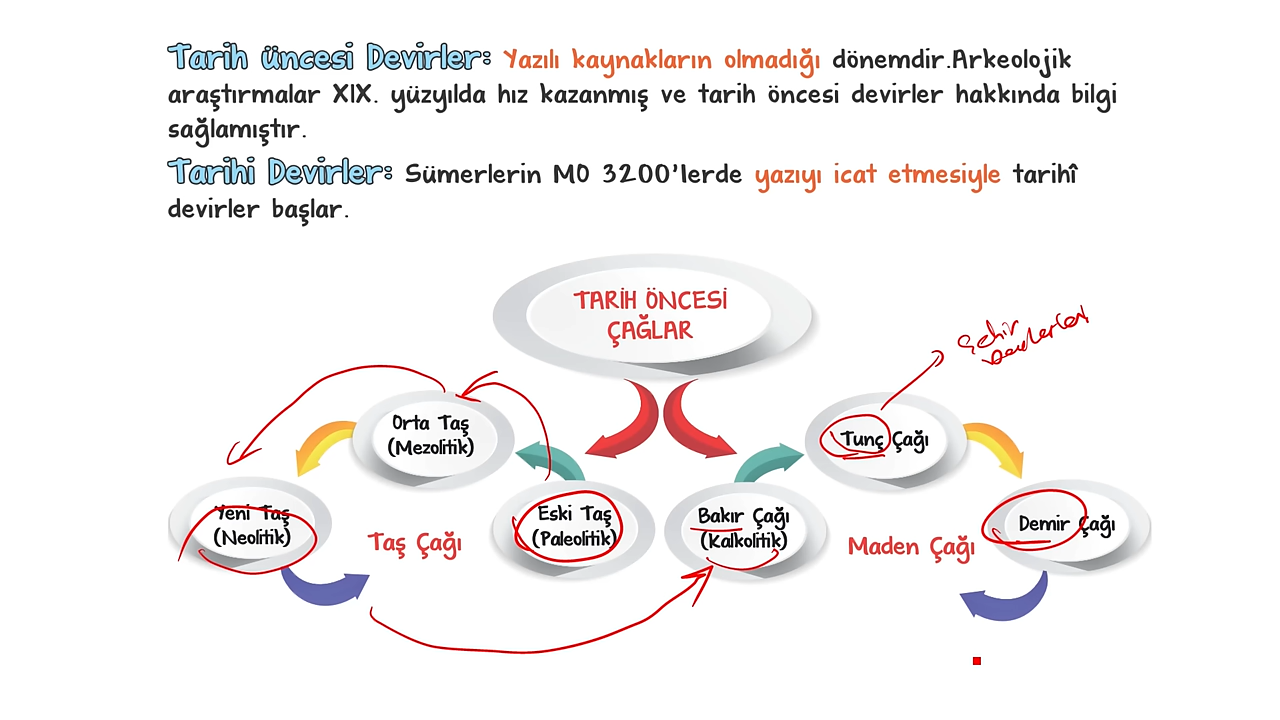 Tarih üncesi Devirler: Yazılı kaynakların olmadığı dönemdir.Arkeolojik
araştırmalar XIX. yüzyılda hız kazanmış ve tarih öncesi devirler hakkında bilgi
sağlamıştır.
Tarihi Devirler: Sümerlerin MO 3200'lerde yazıyı icat etmesiyle tarihî
devirler başlar.
TARİH ÖNCESİ
ÇAĞLAR
şehir
devletleri
Orta Taş
(Mezolitik)
Tunç Çağı
Yeni Taş
(Neolitik)
Taş Çağı
Eski Taş
(Paleolitik)
Bakır Çağı
(Kalkolitik)
Maden Çağı
Demir Çağı